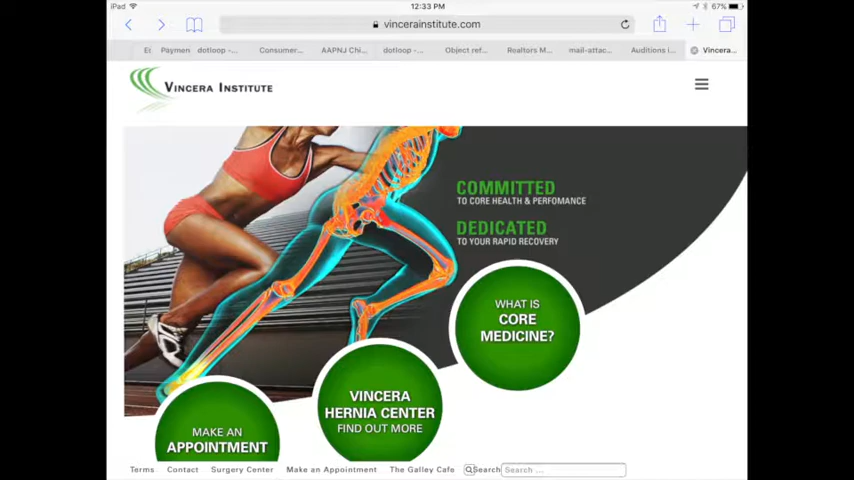 iPad
12:33 PM
67%
vincerainstitute.com
Paymen
dotloop -...
Consumer...
AAPNJ Chi...
dotloop -...
Object ref...
Realtors M...
mail-attac...
Auditions i...
Vincera...
VINCERA INSTITUTE
COMMITTED
TO CORE HEALTH & PERFOMANCE
DEDICATED
TO YOUR RAPID RECOVERY
WHAT IS
CORE
MEDICINE?
VINCERA
HERNIA CENTER
FIND OUT MORE
MAKE AN
APPOINTMENT
Terms
Contact
Surgery Center
Make an Appointment
The Galley Cafe
Search
Search ...